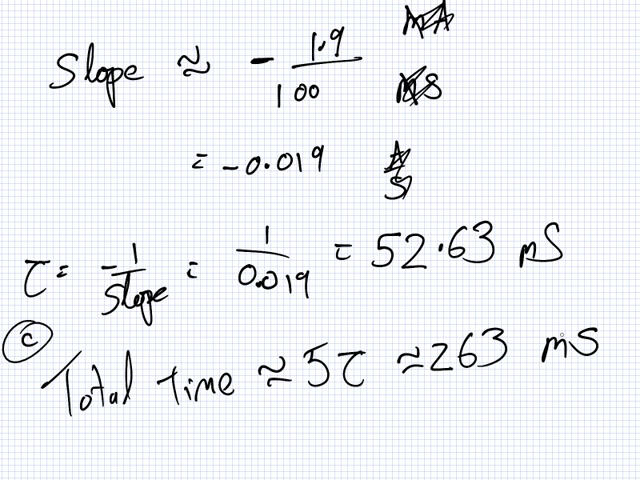 Slope ≈ - 1.9 / 100
= -0.019
τ = -1 / Slope = 1 / 0.019 = 52.63 mS
(c)
Total time ≈ 5τ ≈ 263 mS